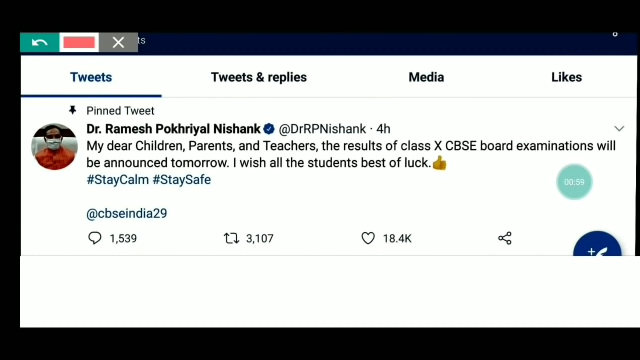 ts
Tweets Tweets & replies Media Likes
Pinned Tweet
Dr. Ramesh Pokhriyal Nishank @DrRPNishank · 4h
My dear Children, Parents, and Teachers, the results of class X CBSE board examinations will
be announced tomorrow. I wish all the students best of luck.👍
#StayCalm #StaySafe
00:59
@cbseindia29
1,539 3,107 18.4K